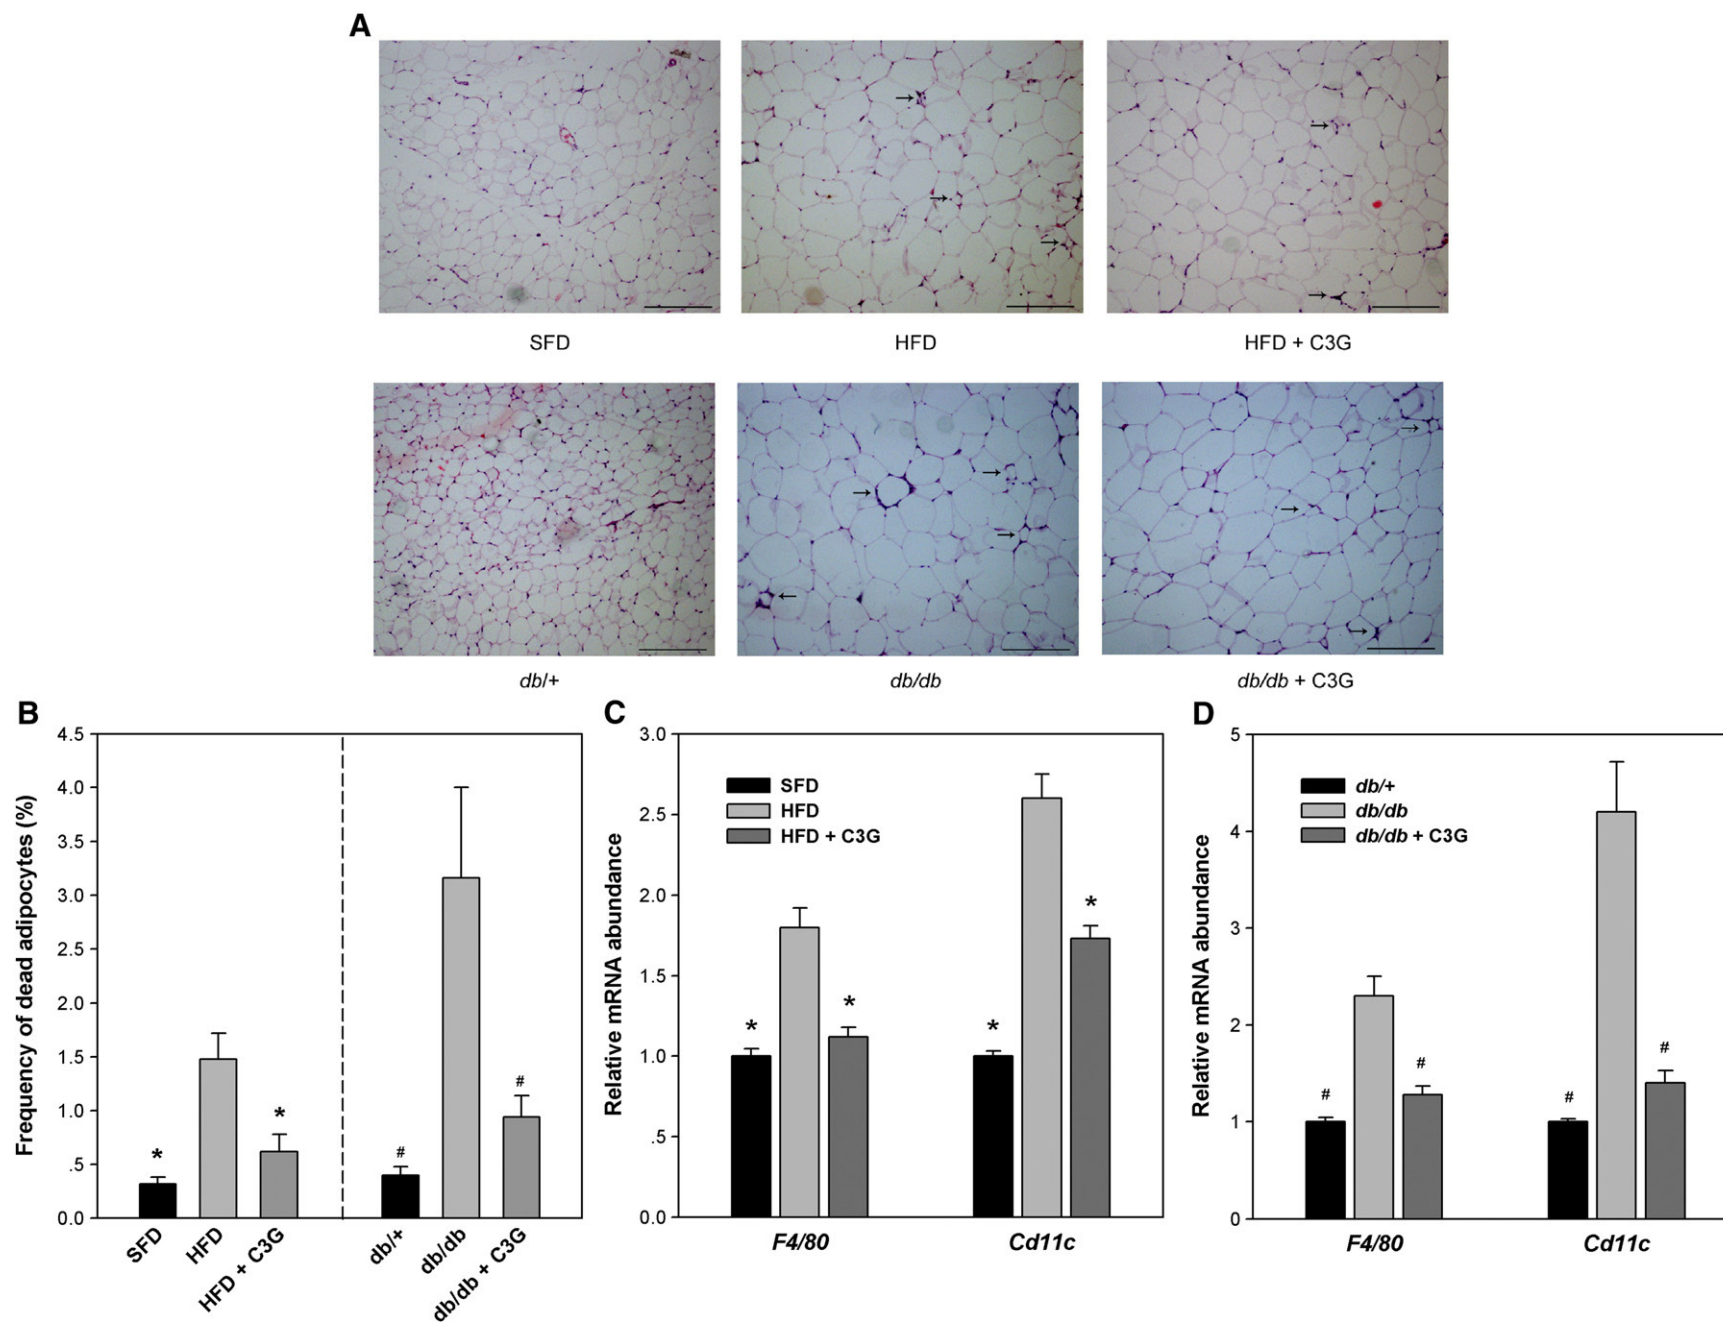 A
SFD
HFD
HFD + C3G
db/+
db/db
db/db + C3G
B
4.5
4.0
3.5
3.0
2.5
2.0
1.5
1.0
.5
0.0
Frequency of dead adipocytes (%)
*
*
#
#
SFD
HFD
HFD + C3G
db/+
db/db
db/db + C3G
C
3.0
2.5
2.0
1.5
1.0
.5
0.0
Relative mRNA abundance
SFD
HFD
HFD + C3G
*
*
*
*
F4/80
Cd11c
D
5
4
3
2
1
0
Relative mRNA abundance
db/+
db/db
db/db + C3G
#
#
#
#
F4/80
Cd11c